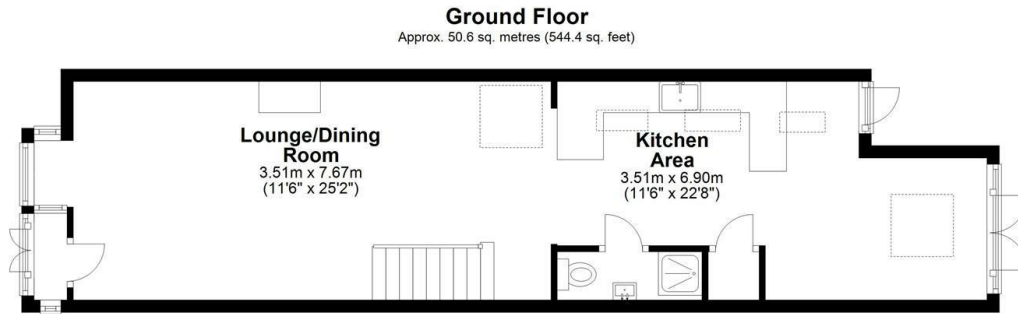 Ground Floor
Approx. 50.6 sq. metres (544.4 sq. feet)
Lounge/Dining
Room
3.51m x 7.67m
(11'6" x 25'2")
Kitchen
Area
3.51m x 6.90m
(11'6" x 22'8")